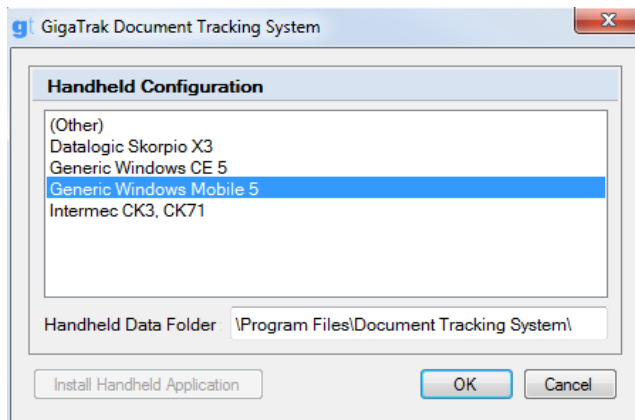 gt GigaTrak Document Tracking System
Handheld Configuration
(Other)
Datalogic Skorpio X3
Generic Windows CE 5
Generic Windows Mobile 5
Intermec CK3, CK71
Handheld Data Folder: \Program Files\Document Tracking System\
Install Handheld Application OK Cancel